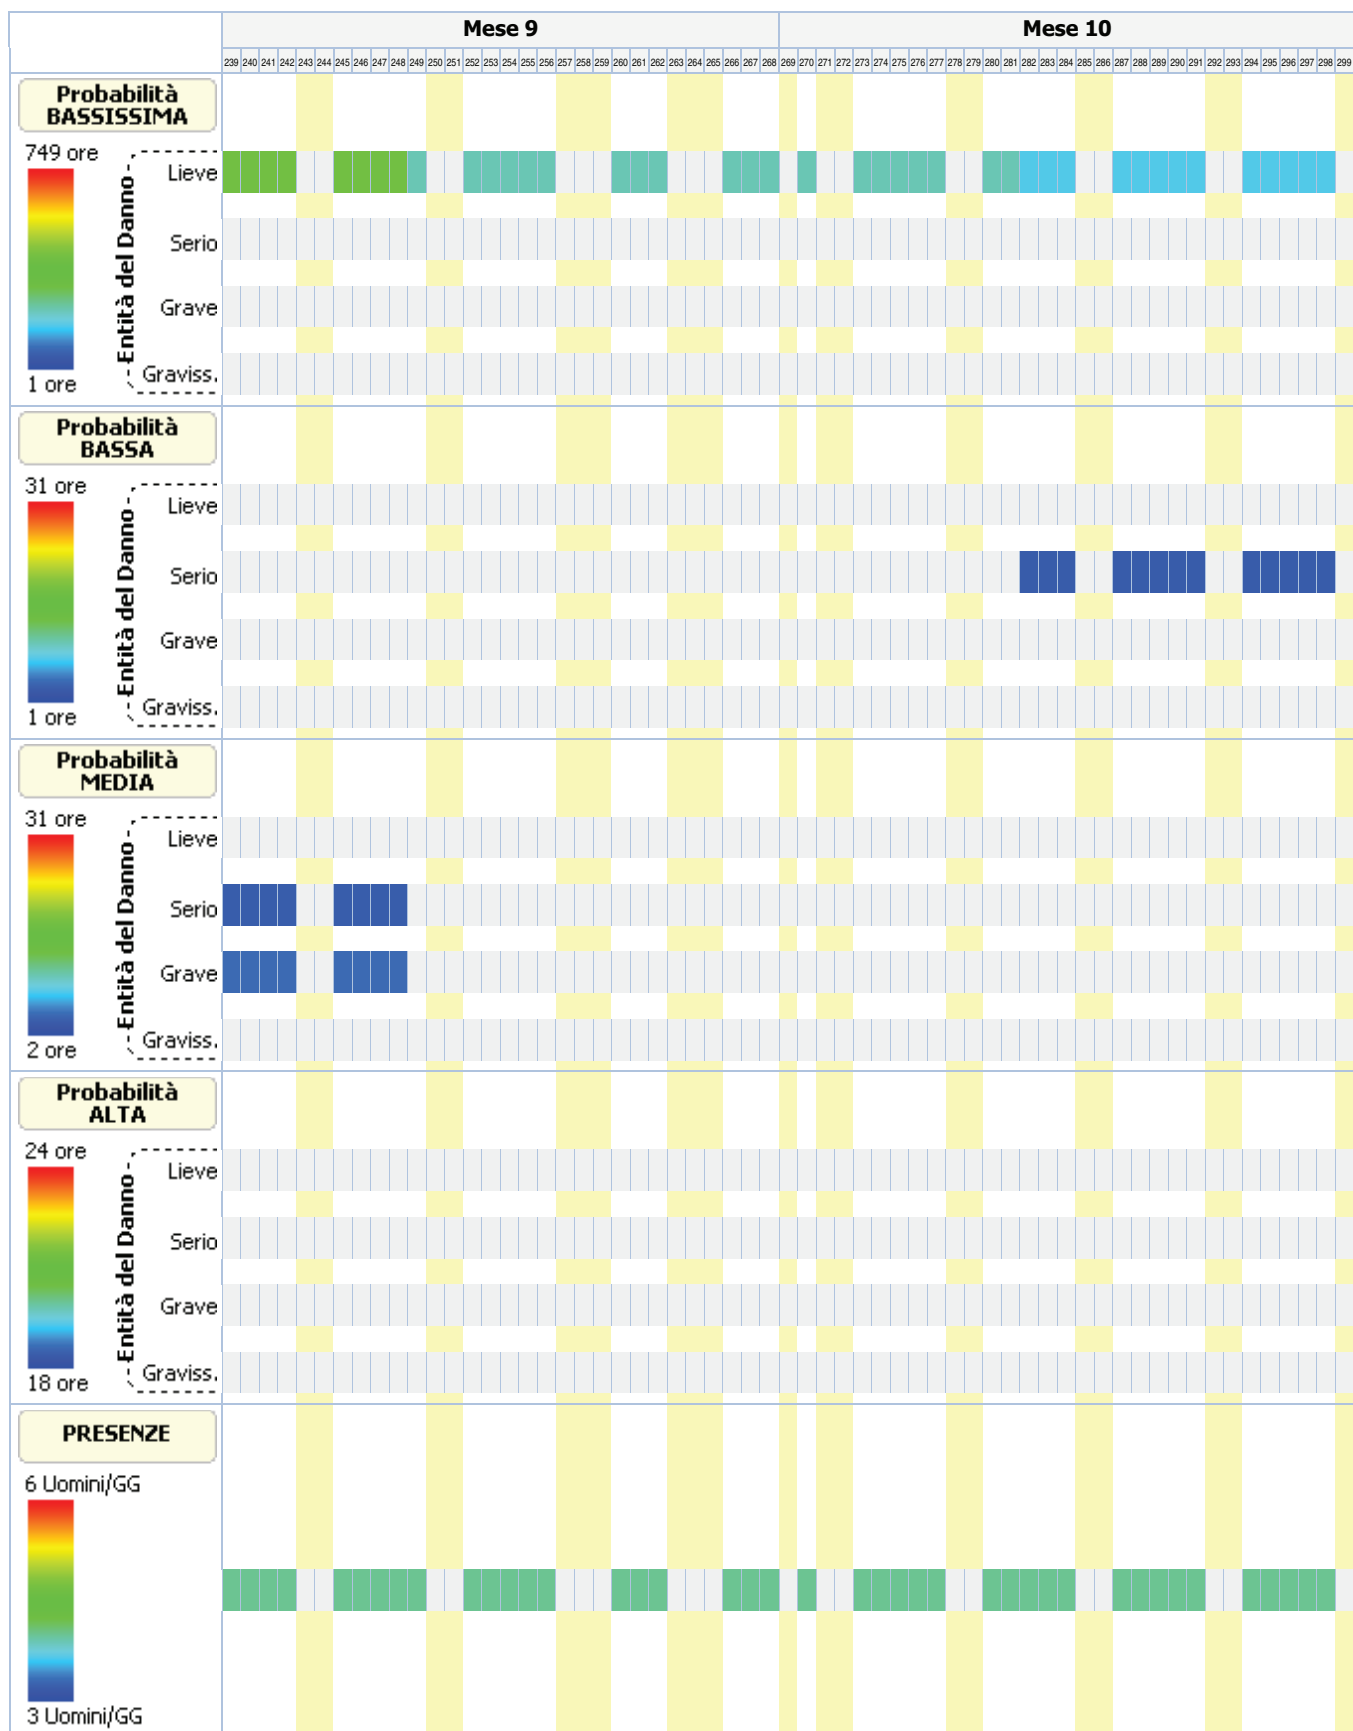 Mese 9 Mese 10
239 240 241 242 243 244 245 246 247 248 249 250 251 252 253 254 255 256 257 258 259 260 261 262 263 264 265 266 267 268 269 270 271 272 273 274 275 276 277 278 279 280 281 282 283 284 285 286 287 288 289 290 291 292 293 294 295 296 297 298 299
Probabilità
BASSISSIMA
749 ore
1 ore
Entità del Danno
Lieve
Serio
Grave
Graviss.
Probabilità
BASSA
31 ore
1 ore
Entità del Danno
Lieve
Serio
Grave
Graviss.
Probabilità
MEDIA
31 ore
2 ore
Entità del Danno
Lieve
Serio
Grave
Graviss.
Probabilità
ALTA
24 ore
18 ore
Entità del Danno
Lieve
Serio
Grave
Graviss.
PRESENZE
6 Uomini/GG
3 Uomini/GG